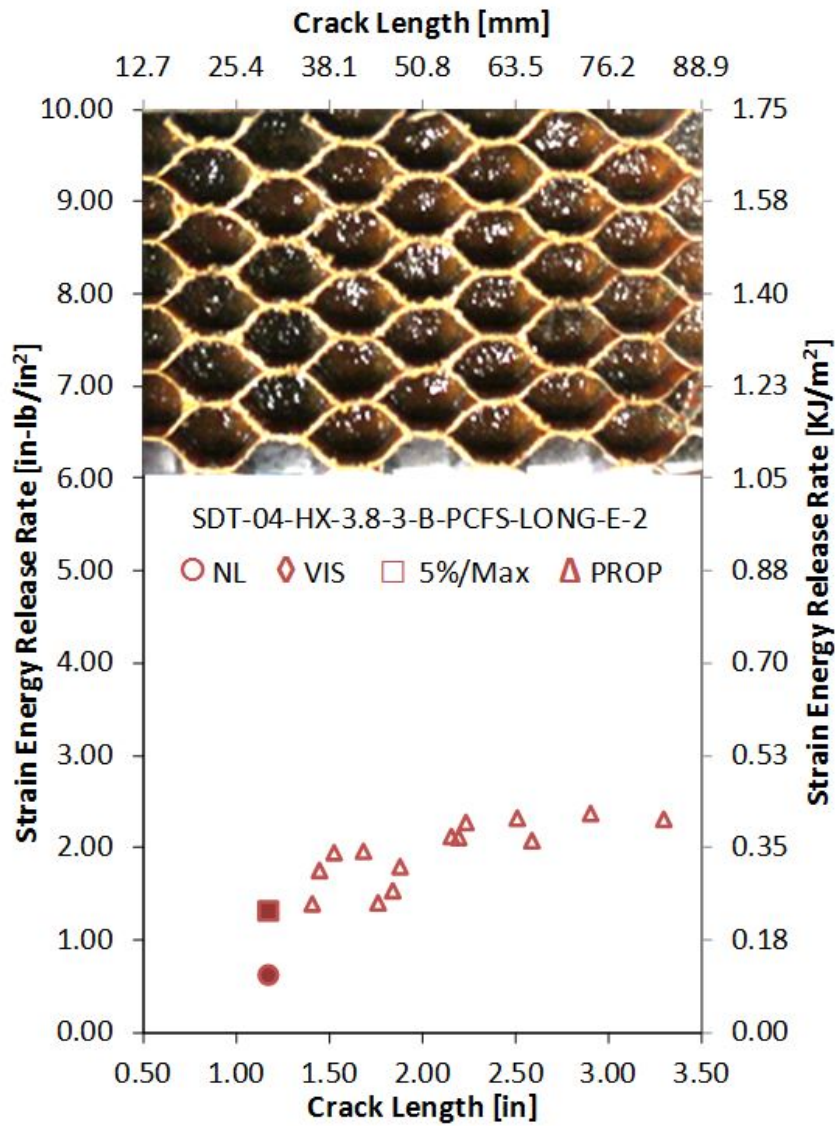 Crack Length [mm]
12.7 25.4 38.1 50.8 63.5 76.2 88.9
10.00 1.75
9.00 1.58
8.00 1.40
7.00 1.23
6.00 1.05
SDT-04-HX-3.8-3-B-PCFS-LONG-E-2
5.00 NL VIS 5%/Max PROP 0.88
4.00 0.70
3.00 0.53
2.00 0.35
1.00 0.18
0.00 0.00
Strain Energy Release Rate [in-lb/in²]
Strain Energy Release Rate [KJ/m²]
0.50 1.00 1.50 2.00 2.50 3.00 3.50
Crack Length [in]